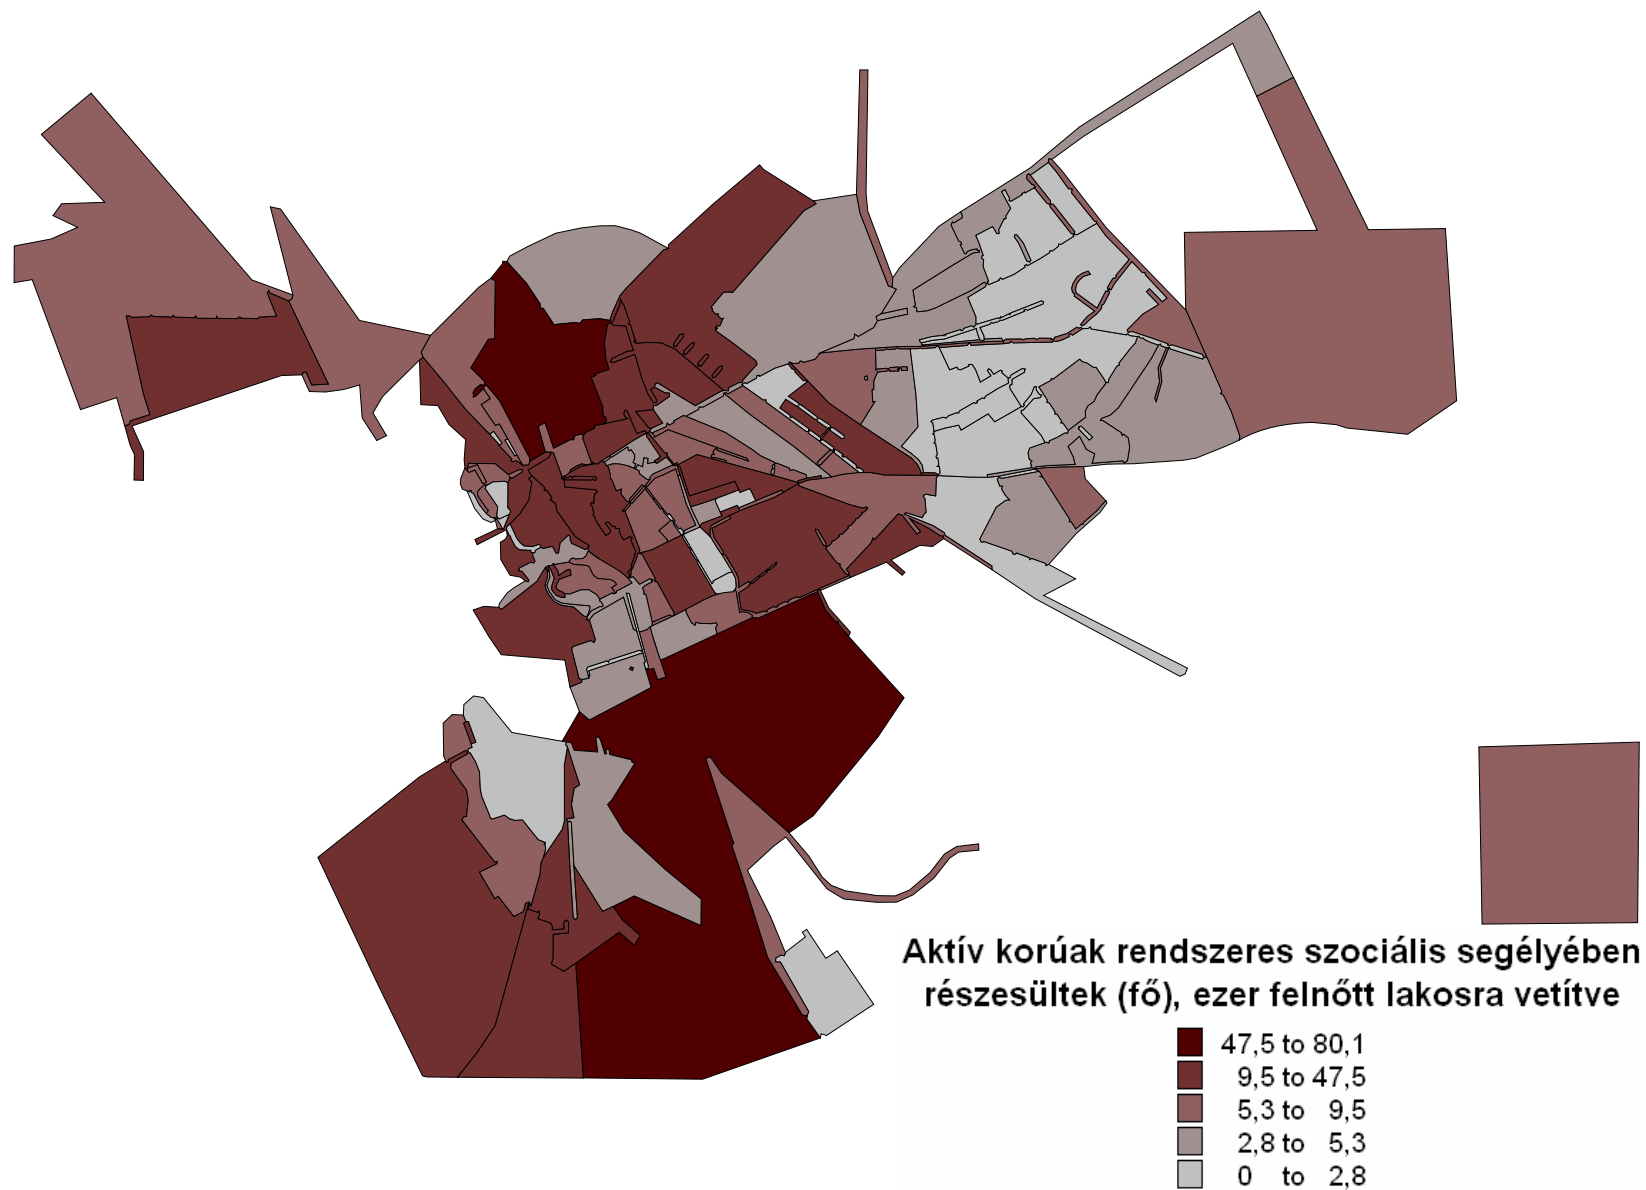 Aktív korúak rendszeres szociális segélyében
részesültek (fő), ezer felnőtt lakosra vetítve
47,5 to 80,1
9,5 to 47,5
5,3 to 9,5
2,8 to 5,3
0 to 2,8